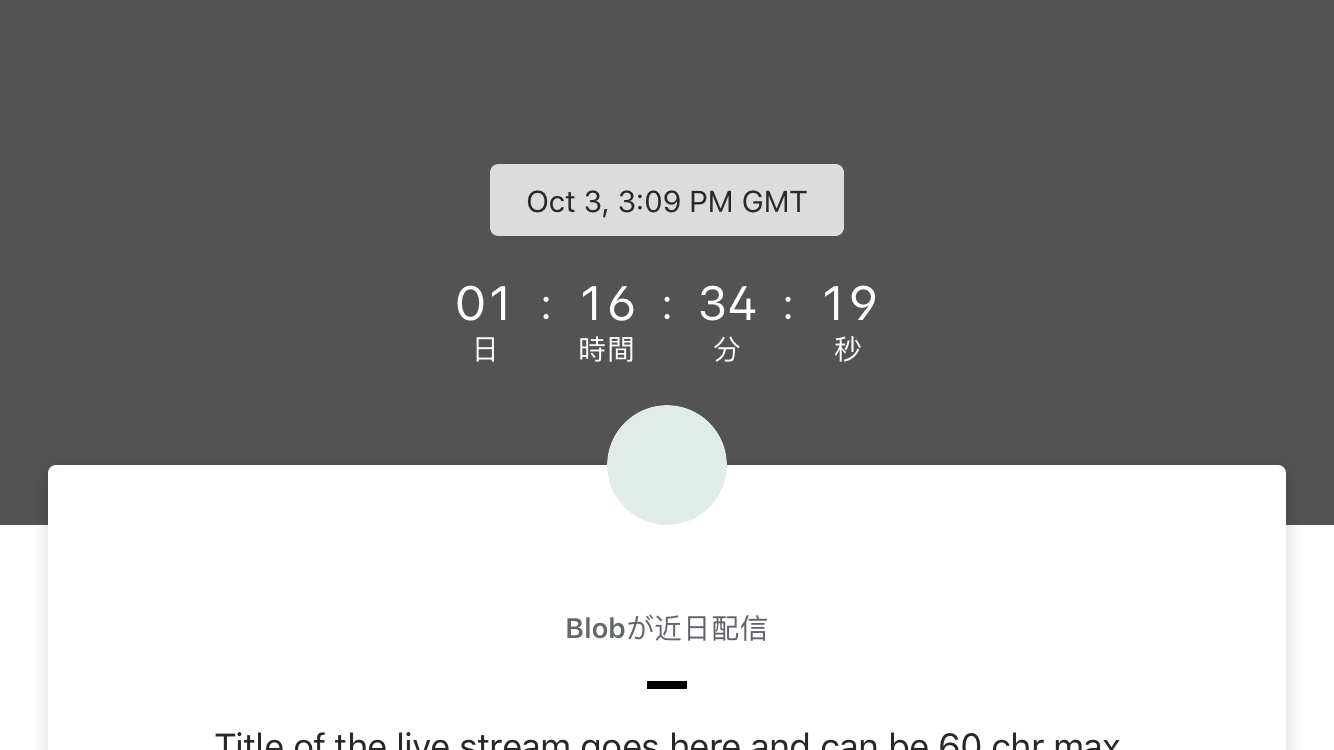 Oct 3, 3:09 PM GMT
01 : 16 : 34 : 19
日 時間 分 秒
Blobが近日配信
Title of the live stream goes here and can be 60 chr max